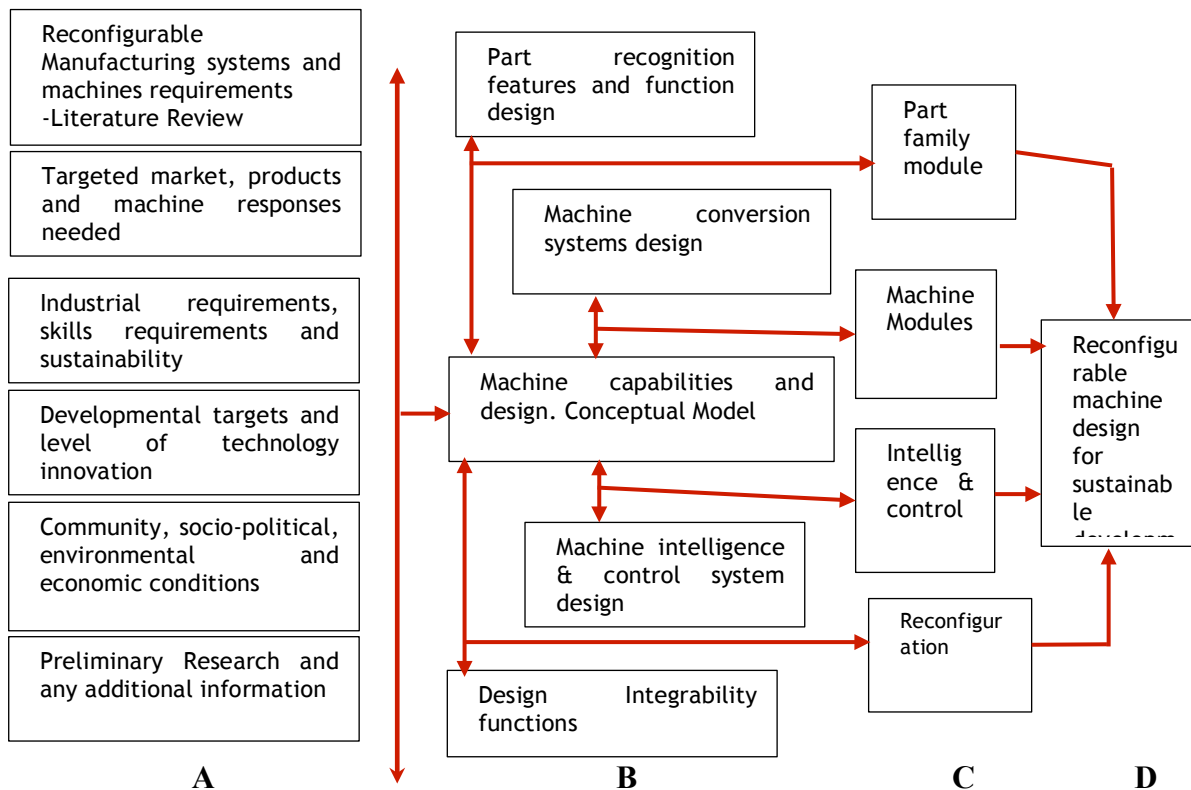 Reconfigurable
Manufacturing systems and
machines requirements
-Literature Review
Targeted market, products
and machine responses
needed
Industrial requirements,
skills requirements and
sustainability
Developmental targets and
level of technology
innovation
Community, socio-political,
environmental and
economic conditions
Preliminary Research and
any additional information
A
Part recognition
features and function
design
Machine conversion
systems design
Machine capabilities and
design. Conceptual Model
Machine intelligence
& control system
design
Design Integrability
functions
B
Part
family
module
Machine
Modules
Intellig
ence &
control
Reconfigur
ation
C
Reconfigu
rable
machine
design
for
sustainab
le
developm
D